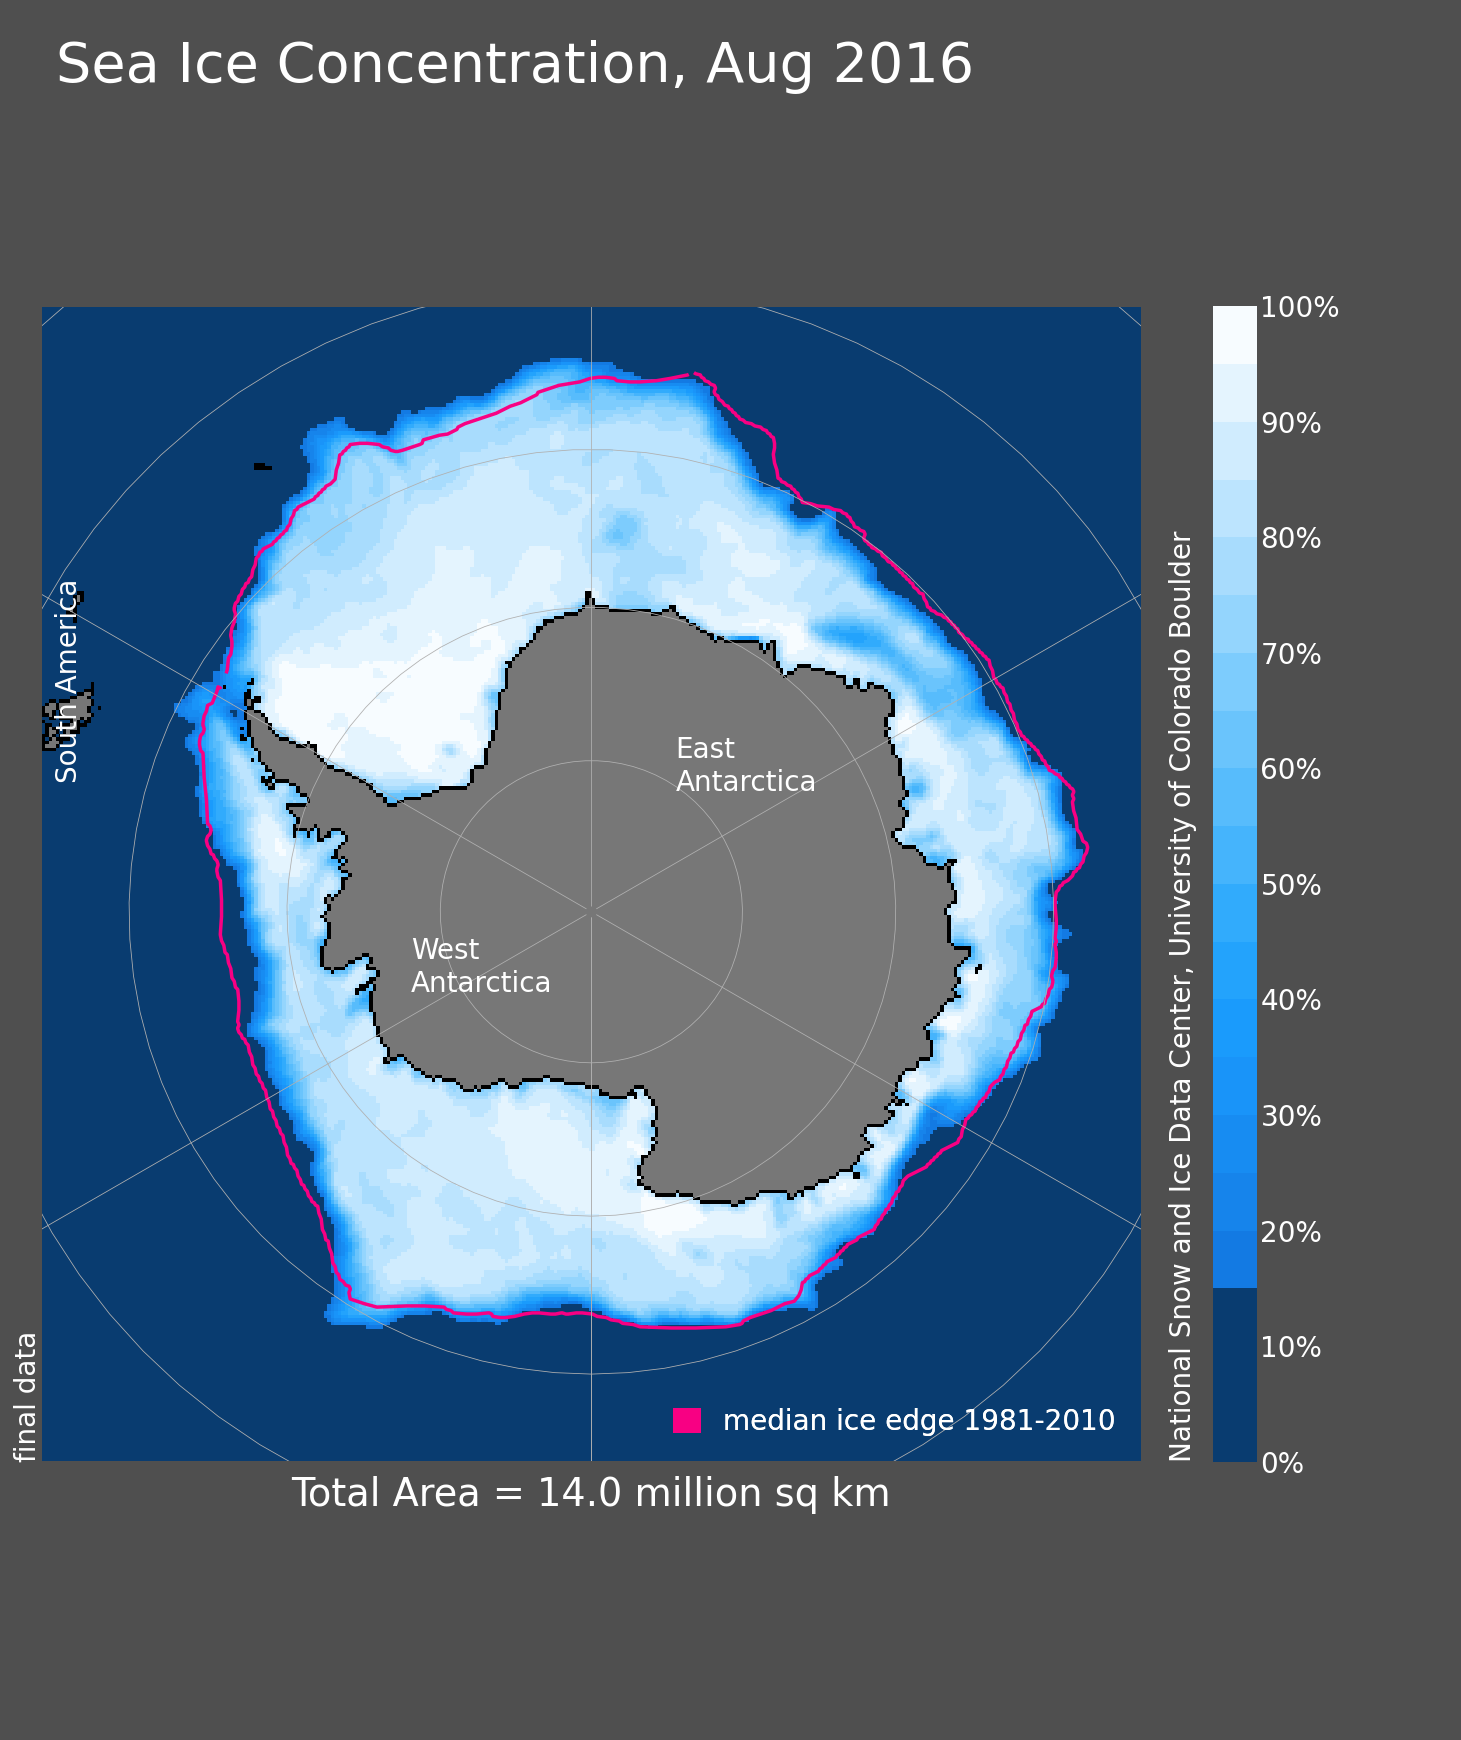 Sea Ice Concentration, Aug 2016
South America
East
Antarctica
West
Antarctica
median ice edge 1981-2010
final data
Total Area = 14.0 million sq km
National Snow and Ice Data Center, University of Colorado Boulder
100%
90%
80%
70%
60%
50%
40%
30%
20%
10%
0%